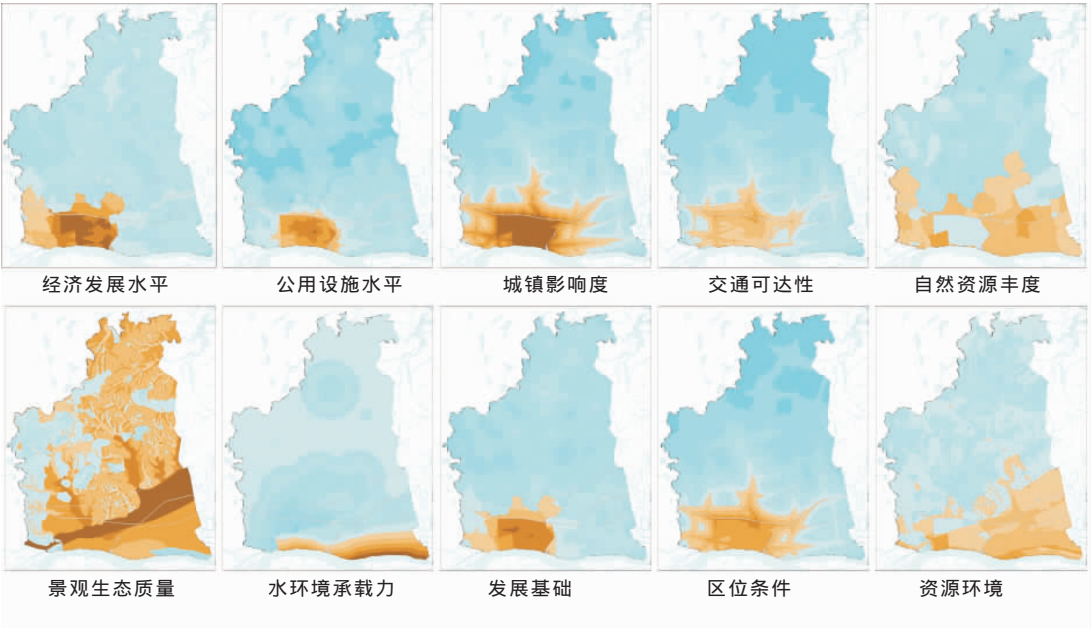 经济发展水平
公用设施水平
城镇影响度
交通可达性
自然资源丰度
景观生态质量
水环境承载力
发展基础
区位条件
资源环境